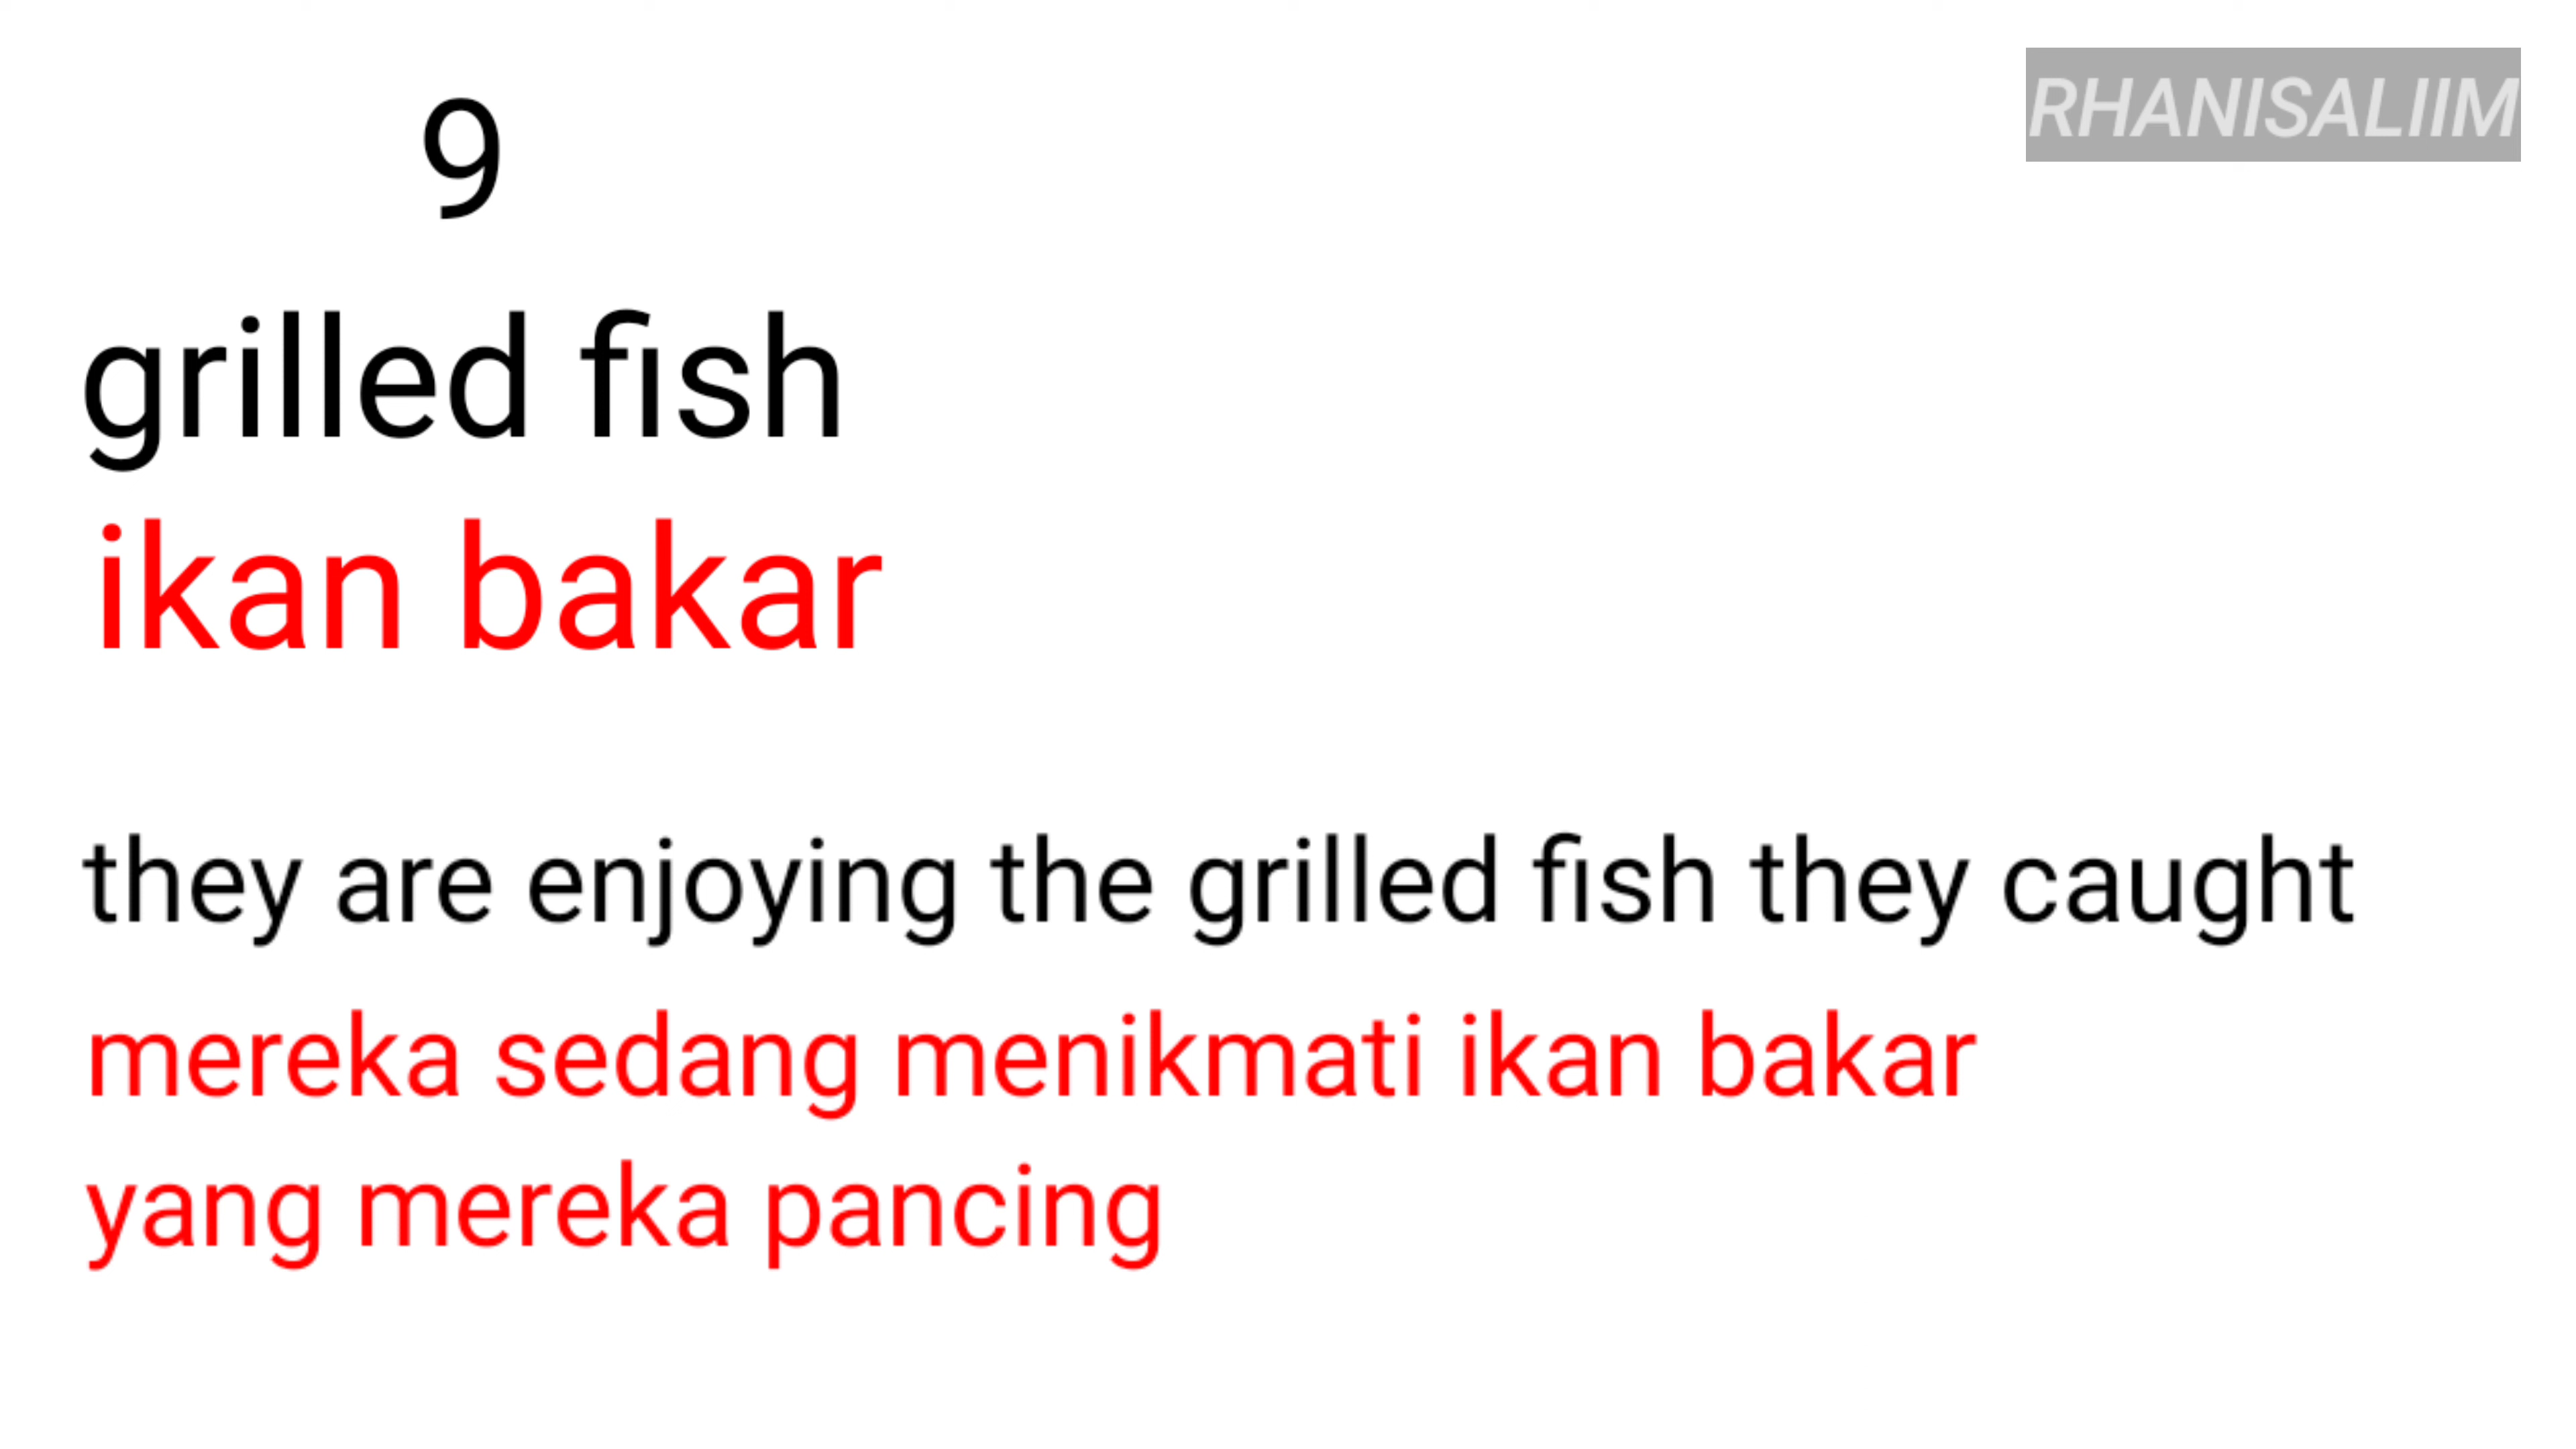 RHANISALIIM
9
grilled fish
ikan bakar
they are enjoying the grilled fish they caught
mereka sedang menikmati ikan bakar
yang mereka pancing